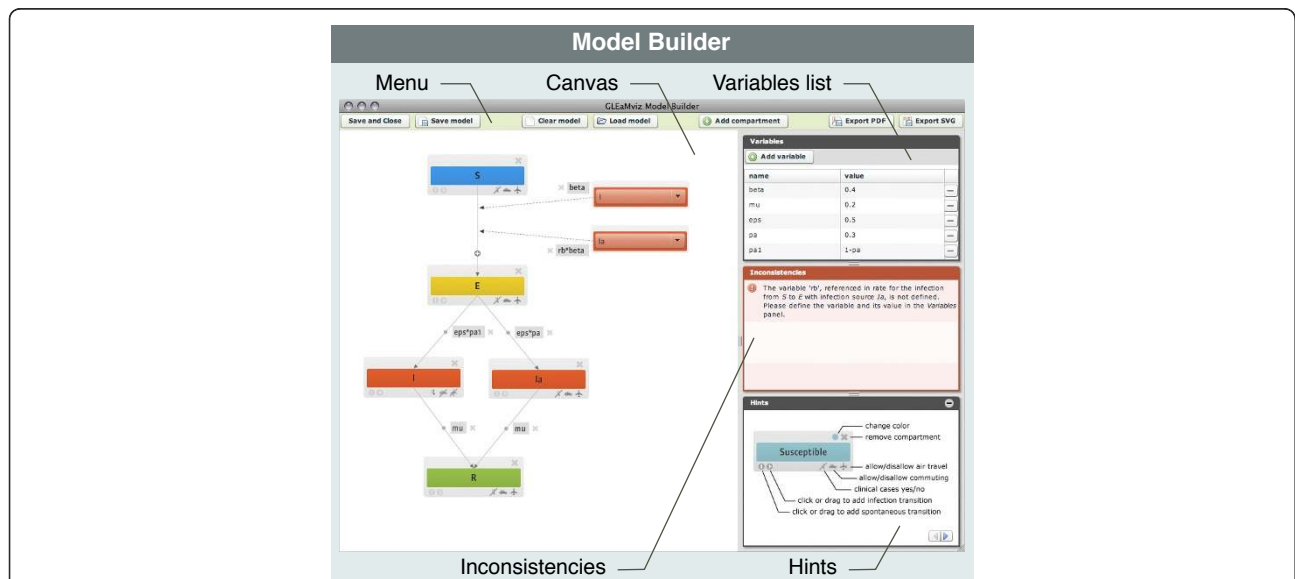 Model Builder
Menu
Canvas
Variables list
GLEaMviz Model Builder
Save and Close
Save model
Clear model
Load model
Add compartment
Export PDF
Export SVG
S
beta
I
Ia
rb*beta
E
eps*pa1
eps*pa
I
Ia
mu
mu
R
Variables
Add variable
name value
beta 0.4
mu 0.2
eps 0.5
pa 0.3
pa1 1-pa
Inconsistencies
The variable 'rb', referenced in rate for the infection
from S to E with infection source Ia, is not defined.
Please define the variable and its value in the Variables
panel.
Hints
change color
remove compartment
Susceptible
allow/disallow air travel
allow/disallow commuting
clinical cases yes/no
click or drag to add infection transition
click or drag to add spontaneous transition
Inconsistencies
Hints